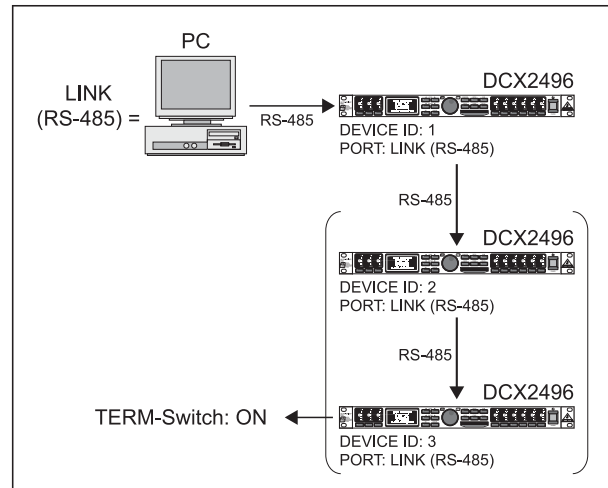 PC
LINK
(RS-485) =
RS-485
DCX2496
DEVICE ID: 1
PORT: LINK (RS-485)
RS-485
DCX2496
DEVICE ID: 2
PORT: LINK (RS-485)
RS-485
DCX2496
TERM-Switch: ON
DEVICE ID: 3
PORT: LINK (RS-485)